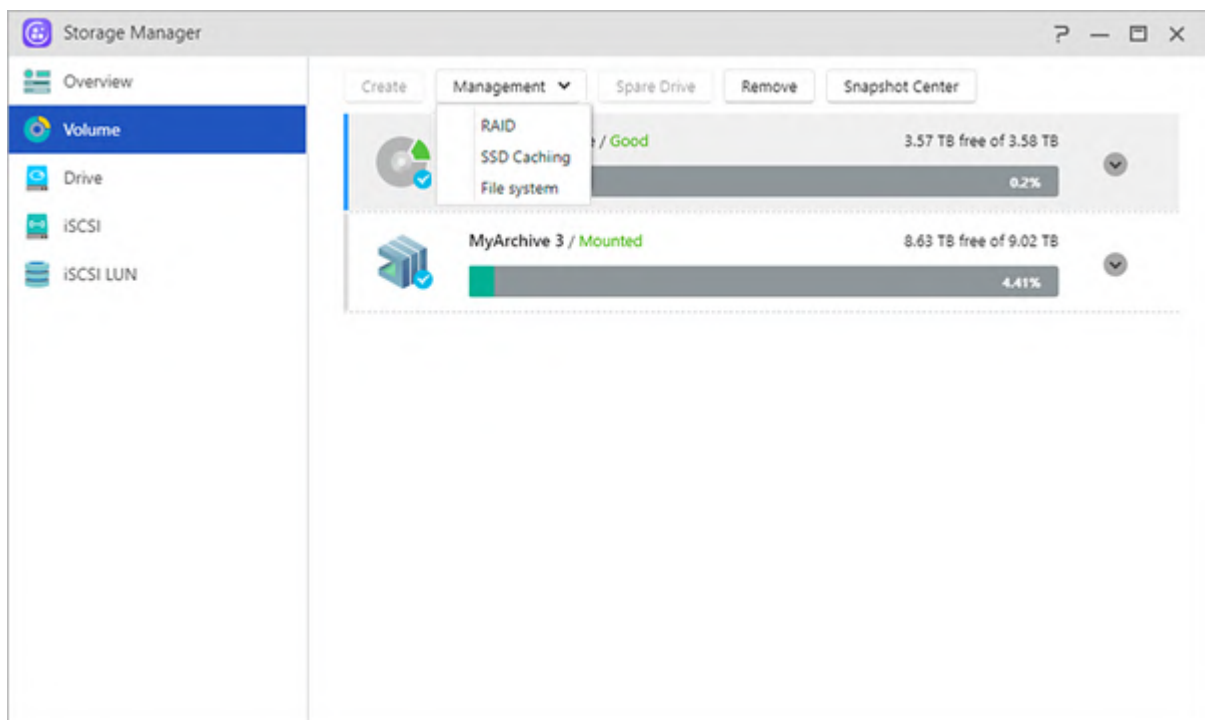 Storage Manager
Overview
Volume
Drive
iSCSI
iSCSI LUN
Create Management Spare Drive Remove Snapshot Center
RAID
SSD Caching
File system
/ Good 3.57 TB free of 3.58 TB
0.2%
MyArchive 3 / Mounted 8.63 TB free of 9.02 TB
4.41%